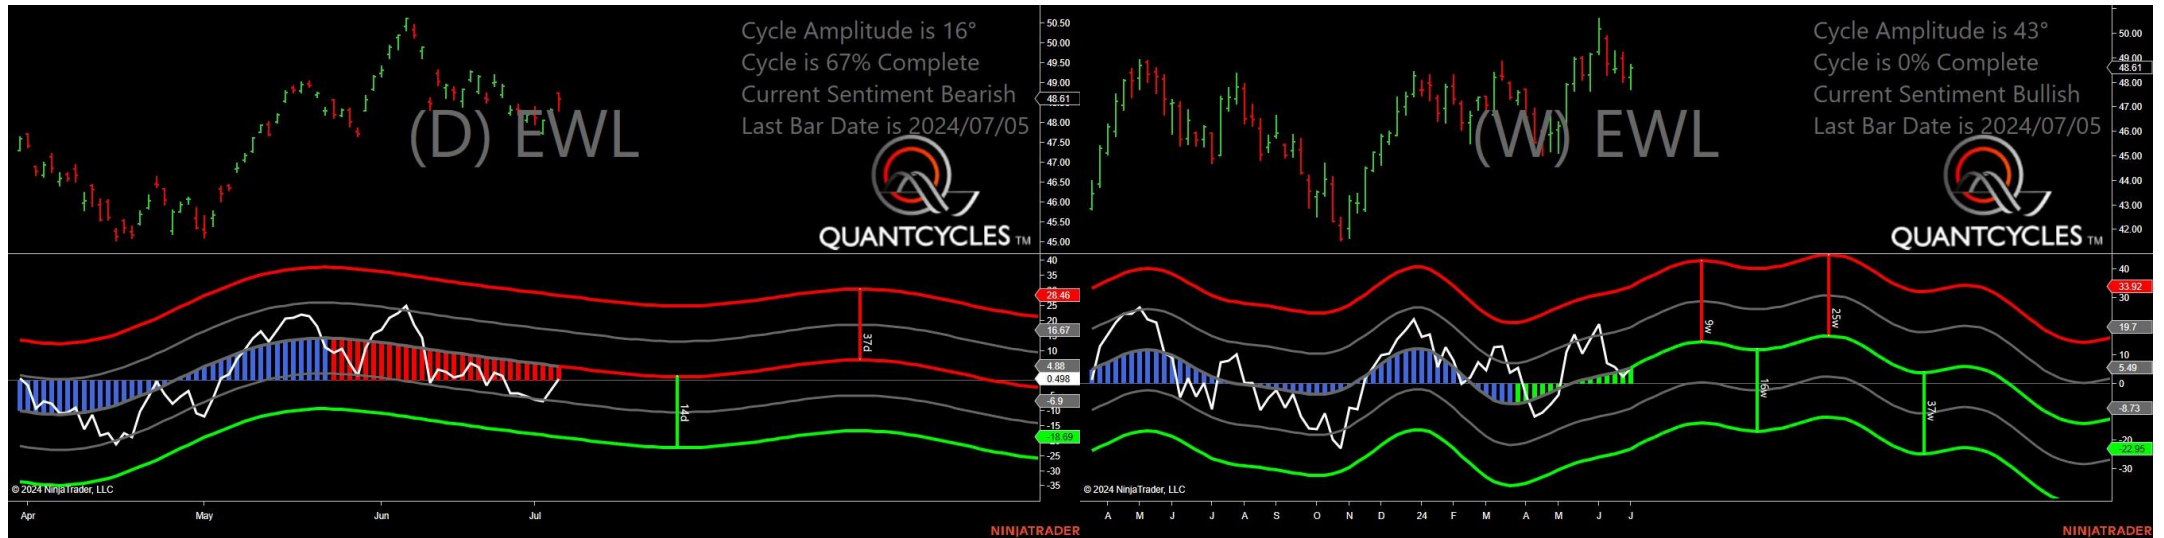 Cycle Amplitude is 16°
Cycle is 67% Complete
Current Sentiment Bearish
Last Bar Date is 2024/07/05
(D) EWL
QUANTCYCLES TM
50.50
50.00
49.50
49.00
48.61
48.00
47.50
47.00
46.50
46.00
45.50
45.00
40
35
28.46
25
20
16.67
10
4.88
0.498
-6.9
-10
-15
-18.69
-25
-30
-35
37d
14d
© 2024 NinjaTrader, LLC
Apr May Jun Jul
NINJATRADER
Cycle Amplitude is 43°
Cycle is 0% Complete
Current Sentiment Bullish
Last Bar Date is 2024/07/05
(W) EWL
QUANTCYCLES TM
50.00
49.00
48.61
48.00
47.00
46.00
45.00
44.00
43.00
42.00
40
33.92
30
19.7
10
5.49
0
-8.73
-20
-22.95
-30
9w
25w
16w
37w
© 2024 NinjaTrader, LLC
A M J J A S O N D 24 F M A M J J
NINJATRADER